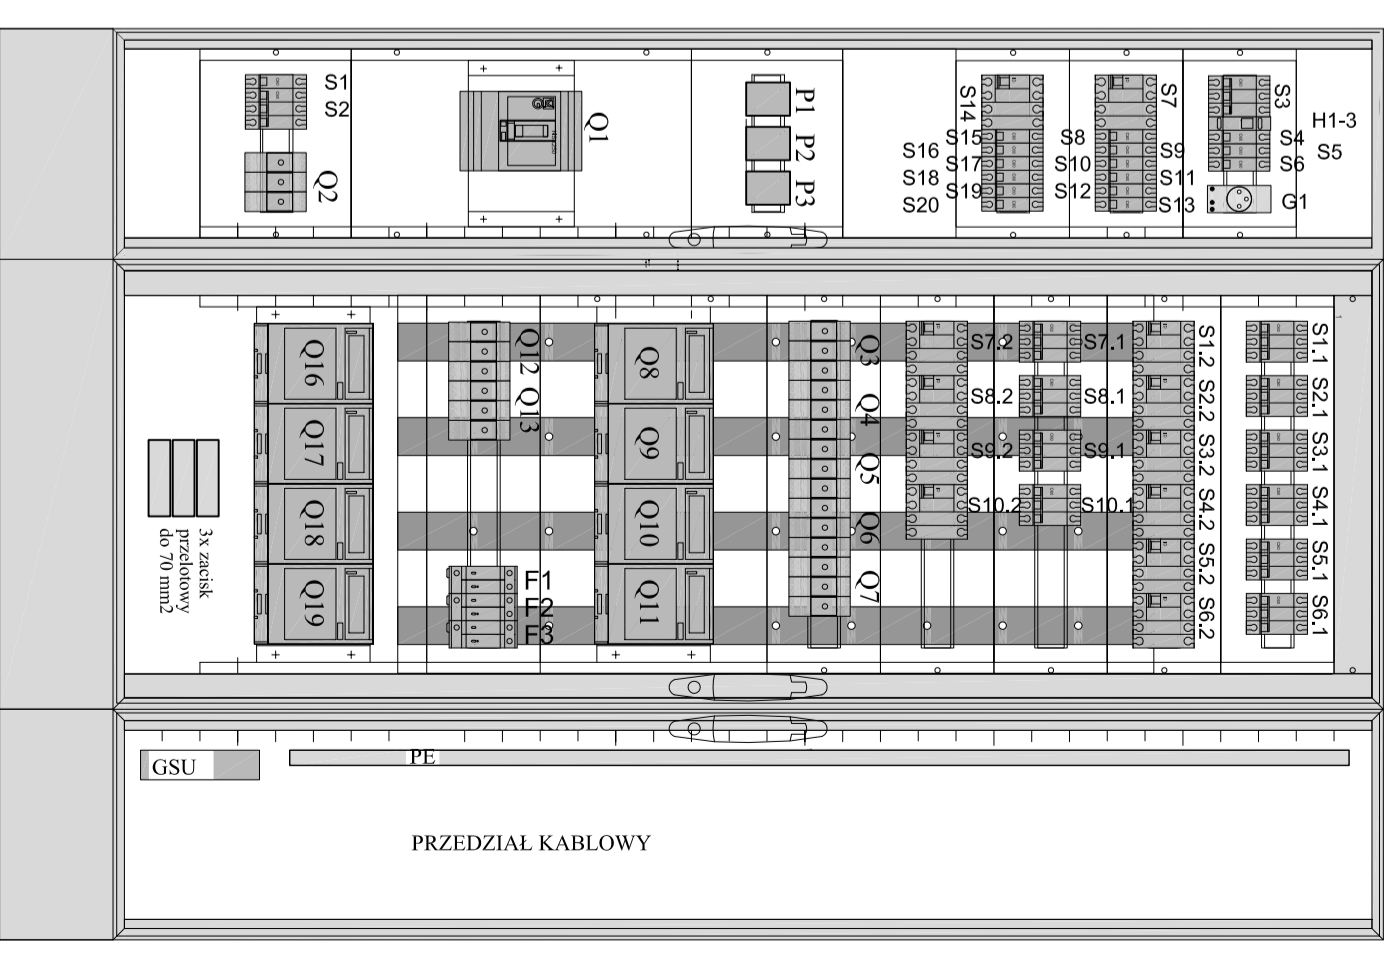 S1
S2
Q2
Q1
P1
P2
P3
S14
S15
S16
S17
S18
S19
S20
S7
S8
S9
S10
S11
S12
S13
S3
H1-3
S4
S5
S6
G1
Q16
Q17
Q18
Q19
3x zacisk
przelotowy
do 70 mm2
Q12
Q13
F1
F2
F3
Q8
Q9
Q10
Q11
Q3
Q4
Q5
Q6
Q7
S7.2
S8.2
S9.2
S10.2
S7.1
S8.1
S9.1
S10.1
S1.2
S2.2
S3.2
S4.2
S5.2
S6.2
S1.1
S2.1
S3.1
S4.1
S5.1
S6.1
GSU
PE
PRZEDZIAŁ KABLOWY